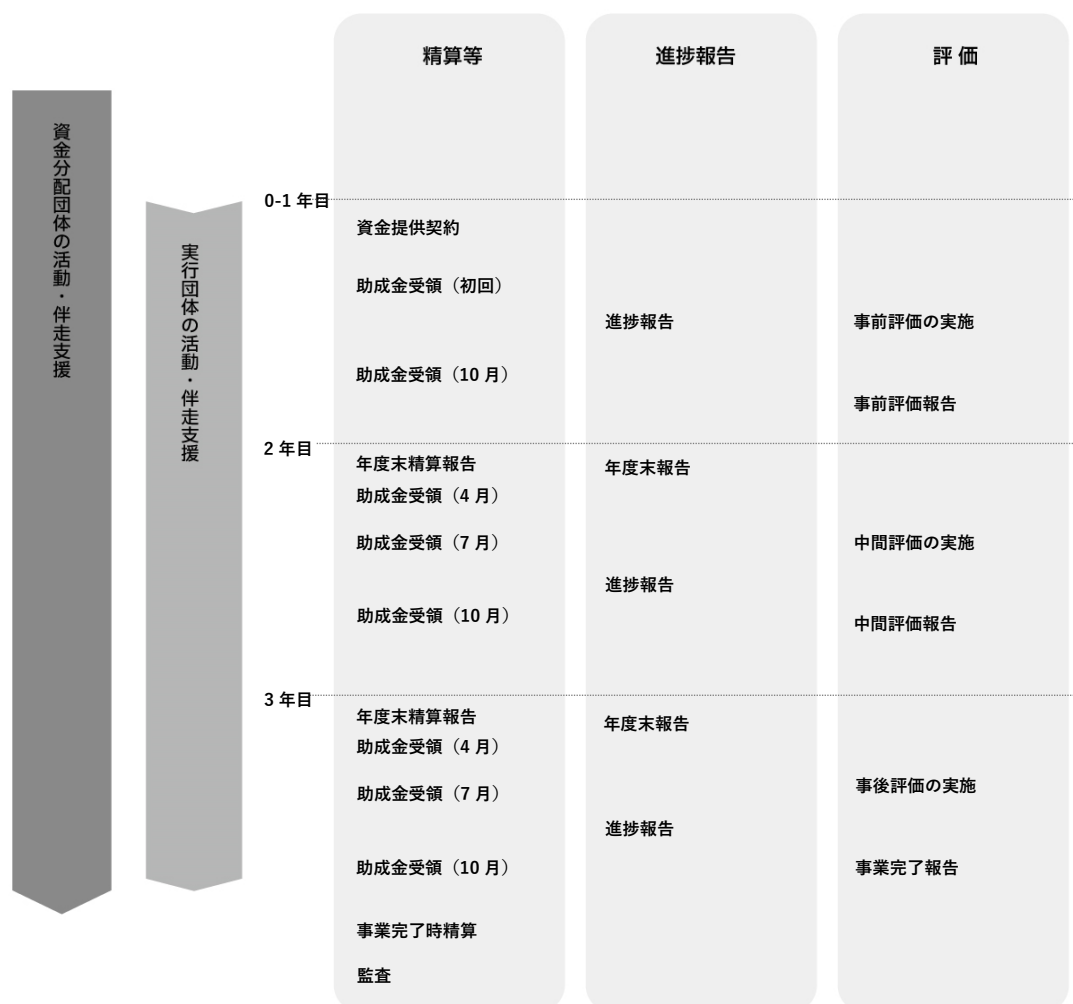 精算等
進捗報告
評 価
資金分配団体の活動・伴走支援
実行団体の活動・伴走支援
0-1 年目
資金提供契約
助成金受領（初回）
進捗報告
事前評価の実施
助成金受領（10 月）
事前評価報告
2 年目
年度末精算報告
年度末報告
助成金受領（4 月）
助成金受領（7 月）
中間評価の実施
進捗報告
助成金受領（10 月）
中間評価報告
3 年目
年度末精算報告
年度末報告
助成金受領（4 月）
助成金受領（7 月）
事後評価の実施
進捗報告
助成金受領（10 月）
事業完了報告
事業完了時精算
監査